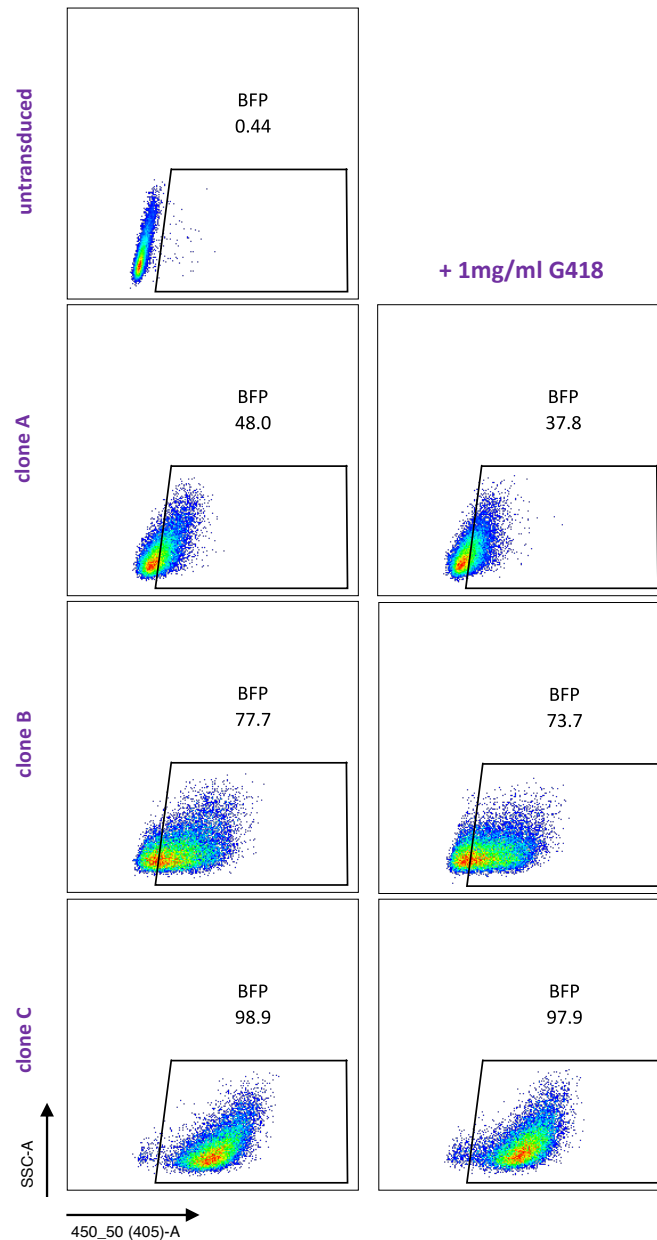 untransduced
BFP
0.44
+ 1mg/ml G418
clone A
BFP
48.0
BFP
37.8
clone B
BFP
77.7
BFP
73.7
clone C
BFP
98.9
BFP
97.9
SSC-A
450_50 (405)-A